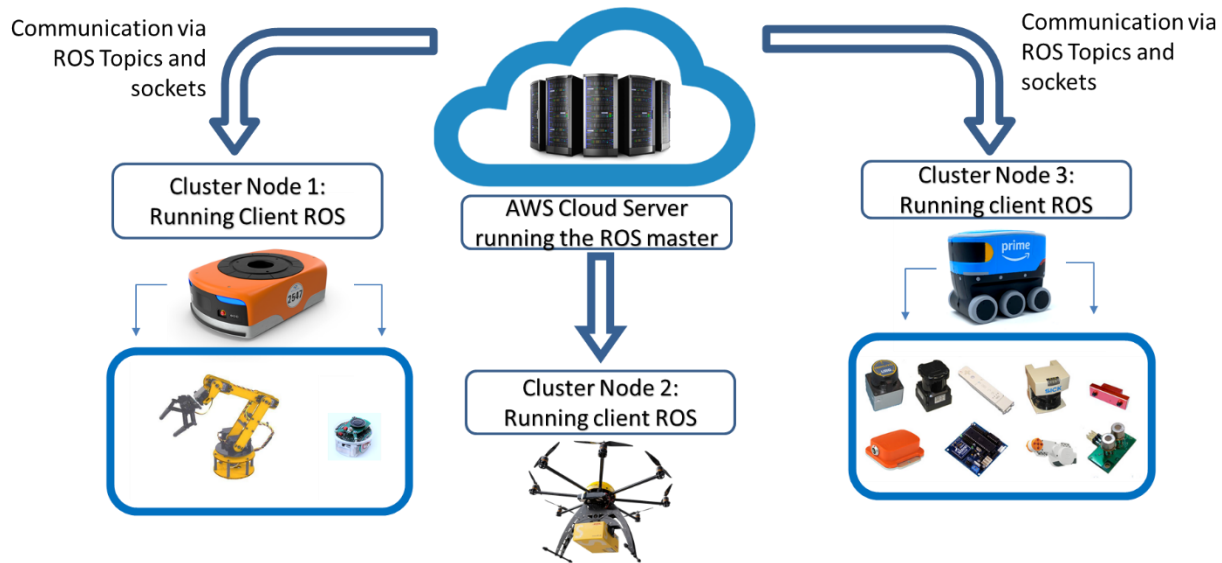 Communication via
ROS Topics and
sockets
Communication via
ROS Topics and
sockets
Cluster Node 1:
Running Client ROS
AWS Cloud Server
running the ROS master
Cluster Node 3:
Running client ROS
2547
prime
Cluster Node 2:
Running client ROS
SICK